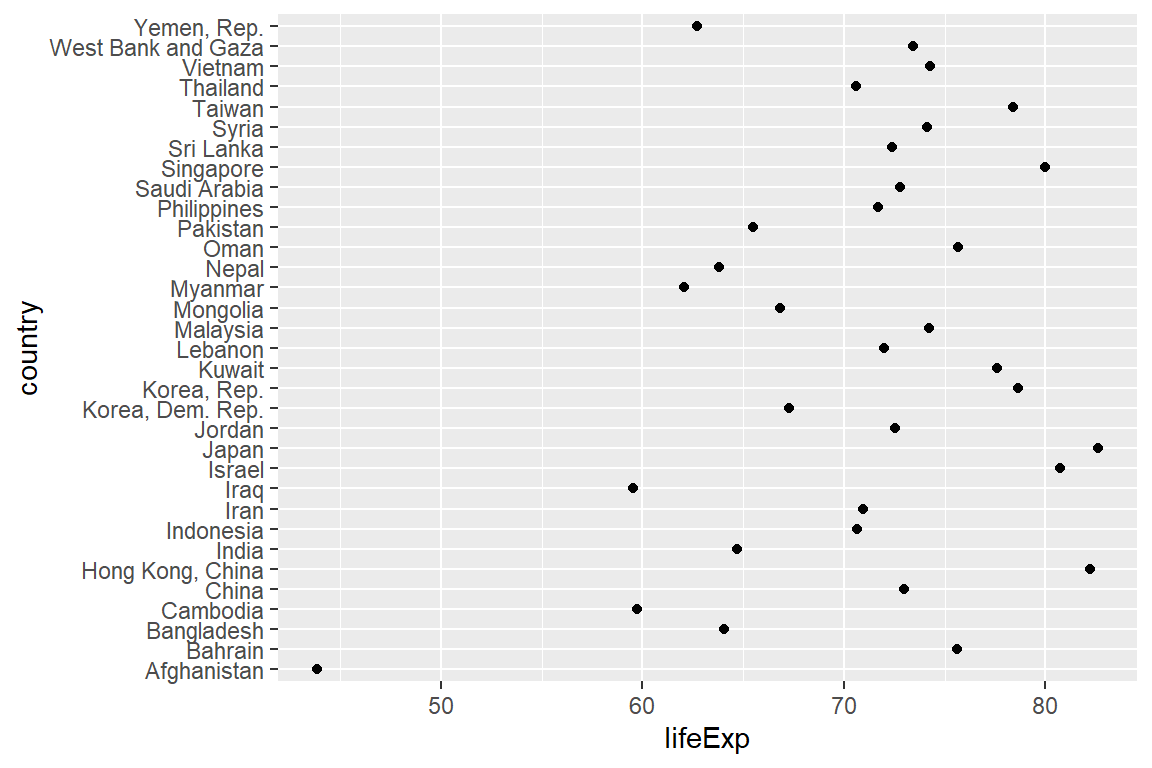 Yemen, Rep.
West Bank and Gaza
Vietnam
Thailand
Taiwan
Syria
Sri Lanka
Singapore
Saudi Arabia
Philippines
Pakistan
Oman
Nepal
Myanmar
Mongolia
Malaysia
Lebanon
Kuwait
Korea, Rep.
Korea, Dem. Rep.
Jordan
Japan
Israel
Iraq
Iran
Indonesia
India
Hong Kong, China
China
Cambodia
Bangladesh
Bahrain
Afghanistan
country
50 60 70 80
lifeExp